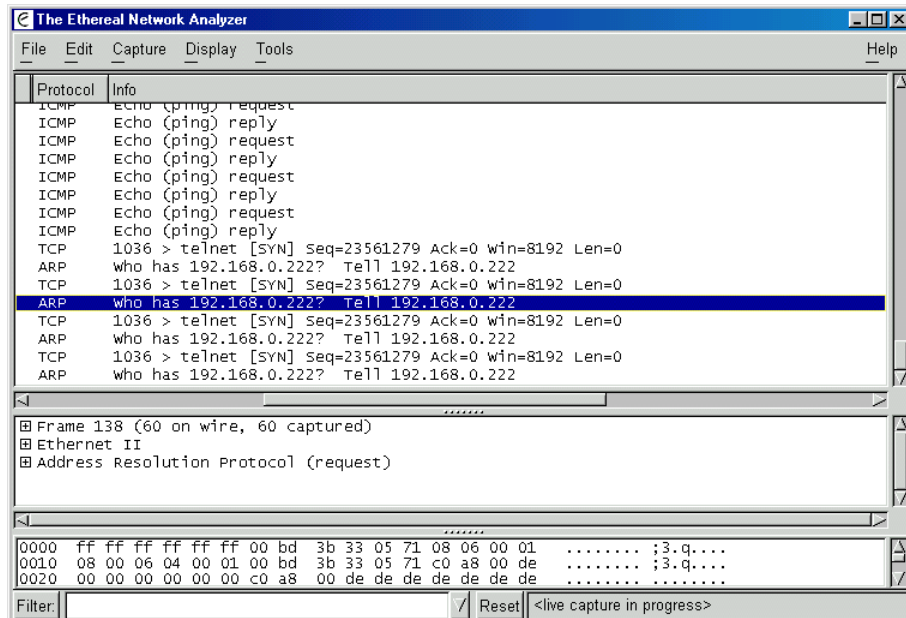 The Ethereal Network Analyzer
File Edit Capture Display Tools Help
Protocol Info
ICMP Echo (ping) request
ICMP Echo (ping) reply
ICMP Echo (ping) request
ICMP Echo (ping) reply
ICMP Echo (ping) request
ICMP Echo (ping) reply
ICMP Echo (ping) request
ICMP Echo (ping) reply
TCP 1036 > telnet [SYN] Seq=23561279 Ack=0 Win=8192 Len=0
ARP Who has 192.168.0.222? Tell 192.168.0.222
TCP 1036 > telnet [SYN] Seq=23561279 Ack=0 Win=8192 Len=0
ARP Who has 192.168.0.222? Tell 192.168.0.222
TCP 1036 > telnet [SYN] Seq=23561279 Ack=0 Win=8192 Len=0
ARP Who has 192.168.0.222? Tell 192.168.0.222
TCP 1036 > telnet [SYN] Seq=23561279 Ack=0 Win=8192 Len=0
ARP Who has 192.168.0.222? Tell 192.168.0.222
Frame 138 (60 on wire, 60 captured)
Ethernet II
Address Resolution Protocol (request)
0000 ff ff ff ff ff ff 00 bd 3b 33 05 71 08 06 00 01 ........ ;3.q....
0010 08 00 06 04 00 01 00 bd 3b 33 05 71 c0 a8 00 de ........ ;3.q....
0020 00 00 00 00 00 00 c0 a8 00 de de de de de de de ........ ........
Filter: Reset <live capture in progress>